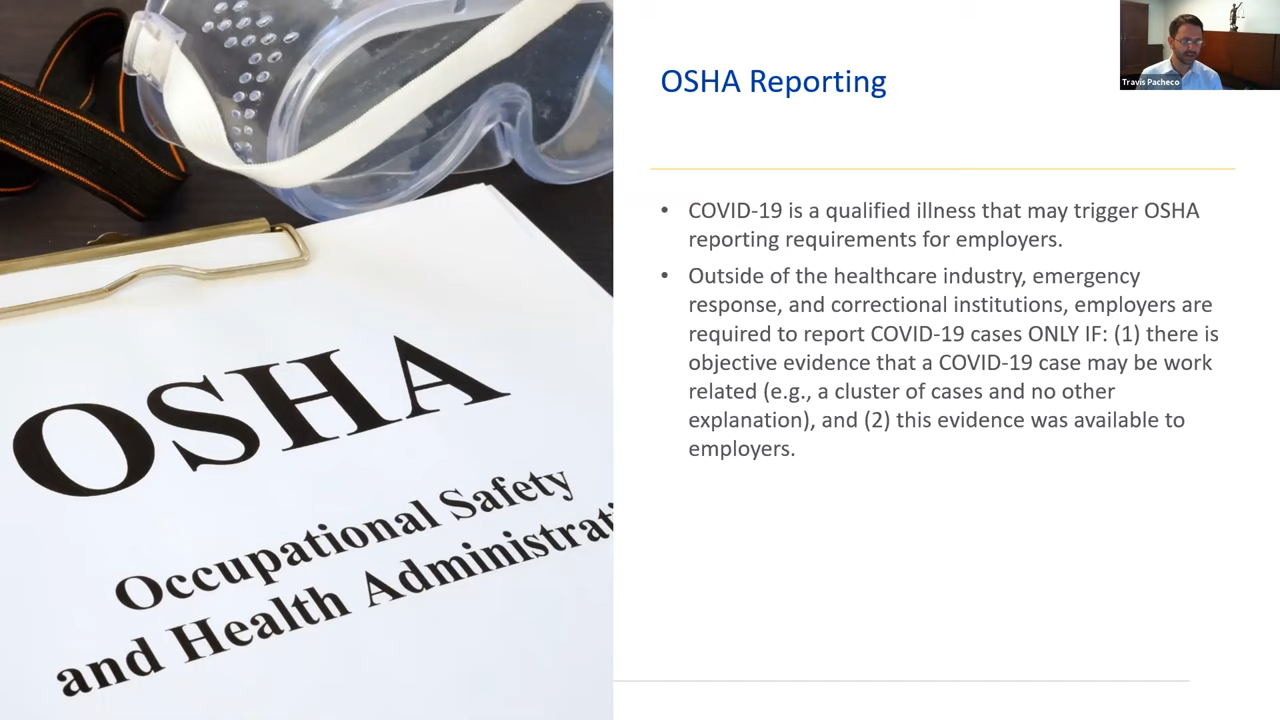 OSHA
Occupational Safety
and Health Administrati
OSHA Reporting
Travis Pacheco
• COVID-19 is a qualified illness that may trigger OSHA
reporting requirements for employers.
• Outside of the healthcare industry, emergency
response, and correctional institutions, employers are
required to report COVID-19 cases ONLY IF: (1) there is
objective evidence that a COVID-19 case may be work
related (e.g., a cluster of cases and no other
explanation), and (2) this evidence was available to
employers.